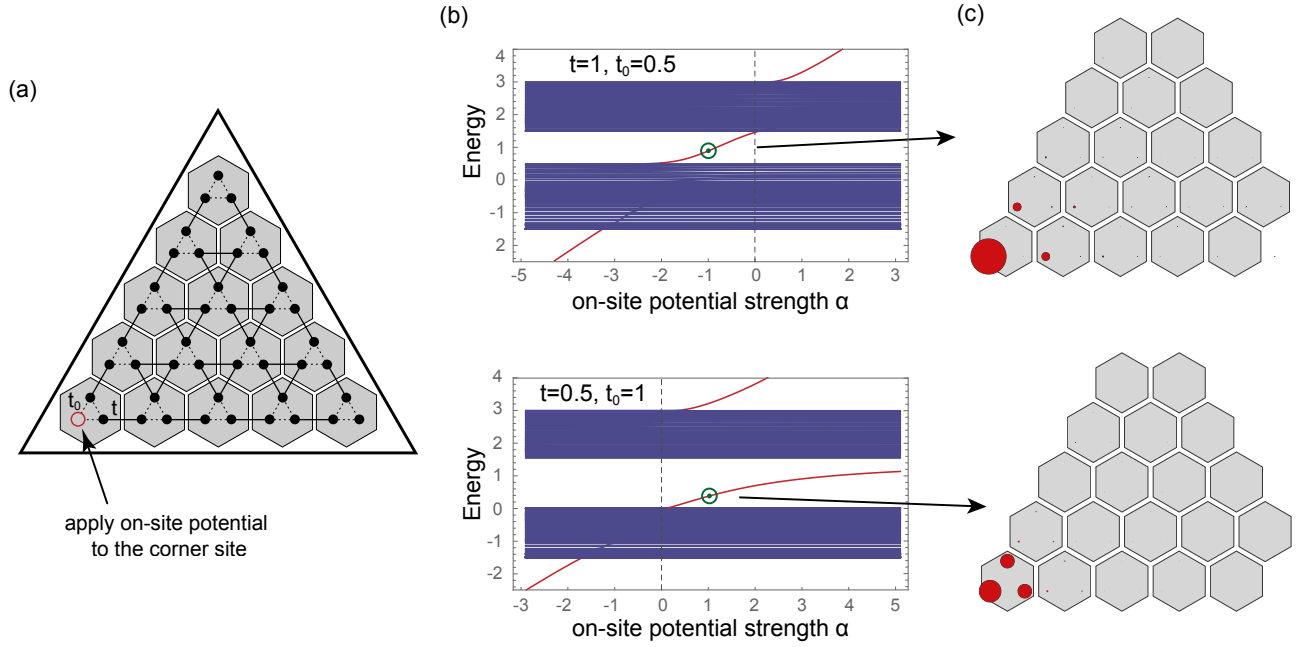 (a)
t₀
t
apply on-site potential
to the corner site
(b)
t=1, t₀=0.5
Energy
4
3
2
1
0
-1
2
-5
-4
-3
-2
-1
0
1
2
3
on-site potential strength α
t=0.5, t₀=1
Energy
4
3
2
1
0
-1
-2
-3
-2
-1
0
1
2
3
4
5
on-site potential strength α
(c)